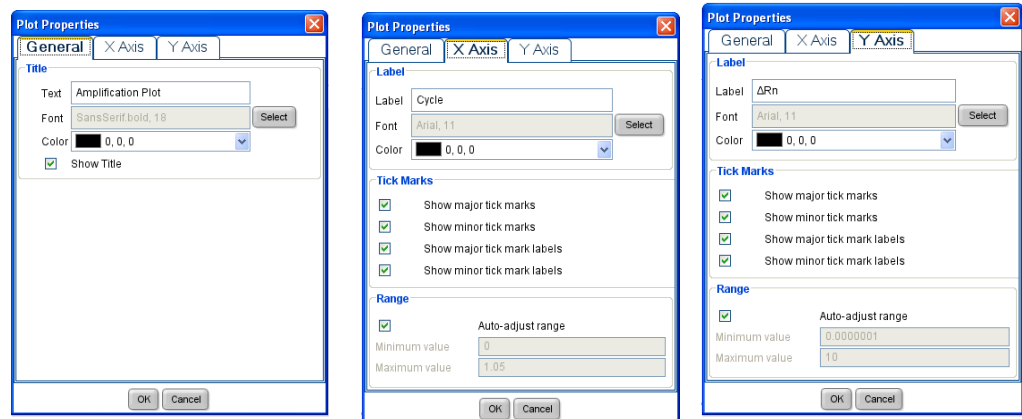 Plot Properties
General X Axis Y Axis
Title
Text Amplification Plot
Font SansSerif.bold, 18 Select
Color 0, 0, 0
Show Title
OK Cancel
Plot Properties
General X Axis Y Axis
Label
Label Cycle
Font Arial, 11 Select
Color 0, 0, 0
Tick Marks
Show major tick marks
Show minor tick marks
Show major tick mark labels
Show minor tick mark labels
Range
Auto-adjust range
Minimum value 0
Maximum value 1.05
OK Cancel
Plot Properties
General X Axis Y Axis
Label
Label ΔRn
Font Arial, 11 Select
Color 0, 0, 0
Tick Marks
Show major tick marks
Show minor tick marks
Show major tick mark labels
Show minor tick mark labels
Range
Auto-adjust range
Minimum value 0.0000001
Maximum value 10
OK Cancel